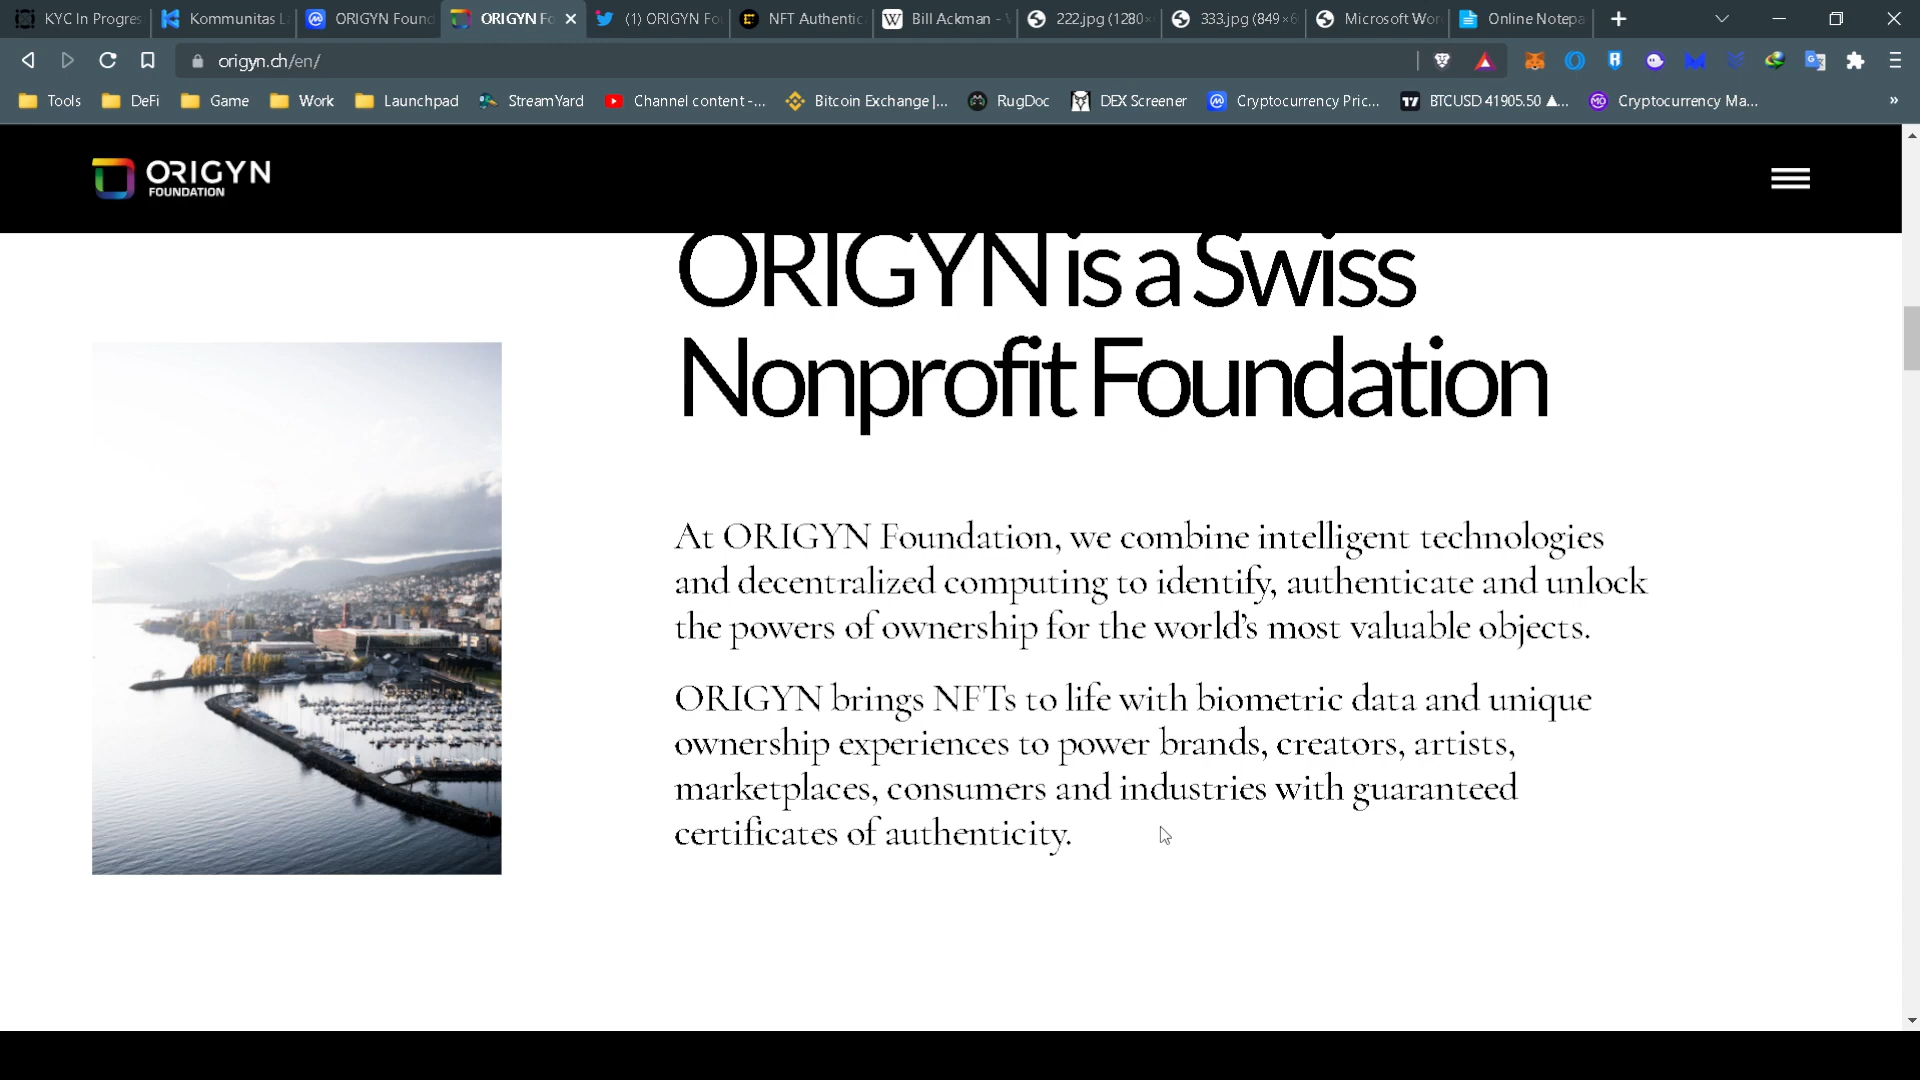 KYC In Progres
Kommunitas L
ORIGYN Found
ORIGYN Fo
(1) ORIGYN Fo
NFT Authentic
Bill Ackman -
222.jpg (1280×
333.jpg (849×6
Microsoft Wor
Online Notepa
origyn.ch/en/
Tools
DeFi
Game
Work
Launchpad
StreamYard
Channel content -...
Bitcoin Exchange |...
RugDoc
DEX Screener
Cryptocurrency Pric...
BTCUSD 41905.50 ▲...
Cryptocurrency Ma...
»
ORIGYN
FOUNDATION
ORIGYN is a Swiss
Nonprofit Foundation
At ORIGYN Foundation, we combine intelligent technologies
and decentralized computing to identify, authenticate and unlock
the powers of ownership for the world’s most valuable objects.
ORIGYN brings NFTs to life with biometric data and unique
ownership experiences to power brands, creators, artists,
marketplaces, consumers and industries with guaranteed
certificates of authenticity.